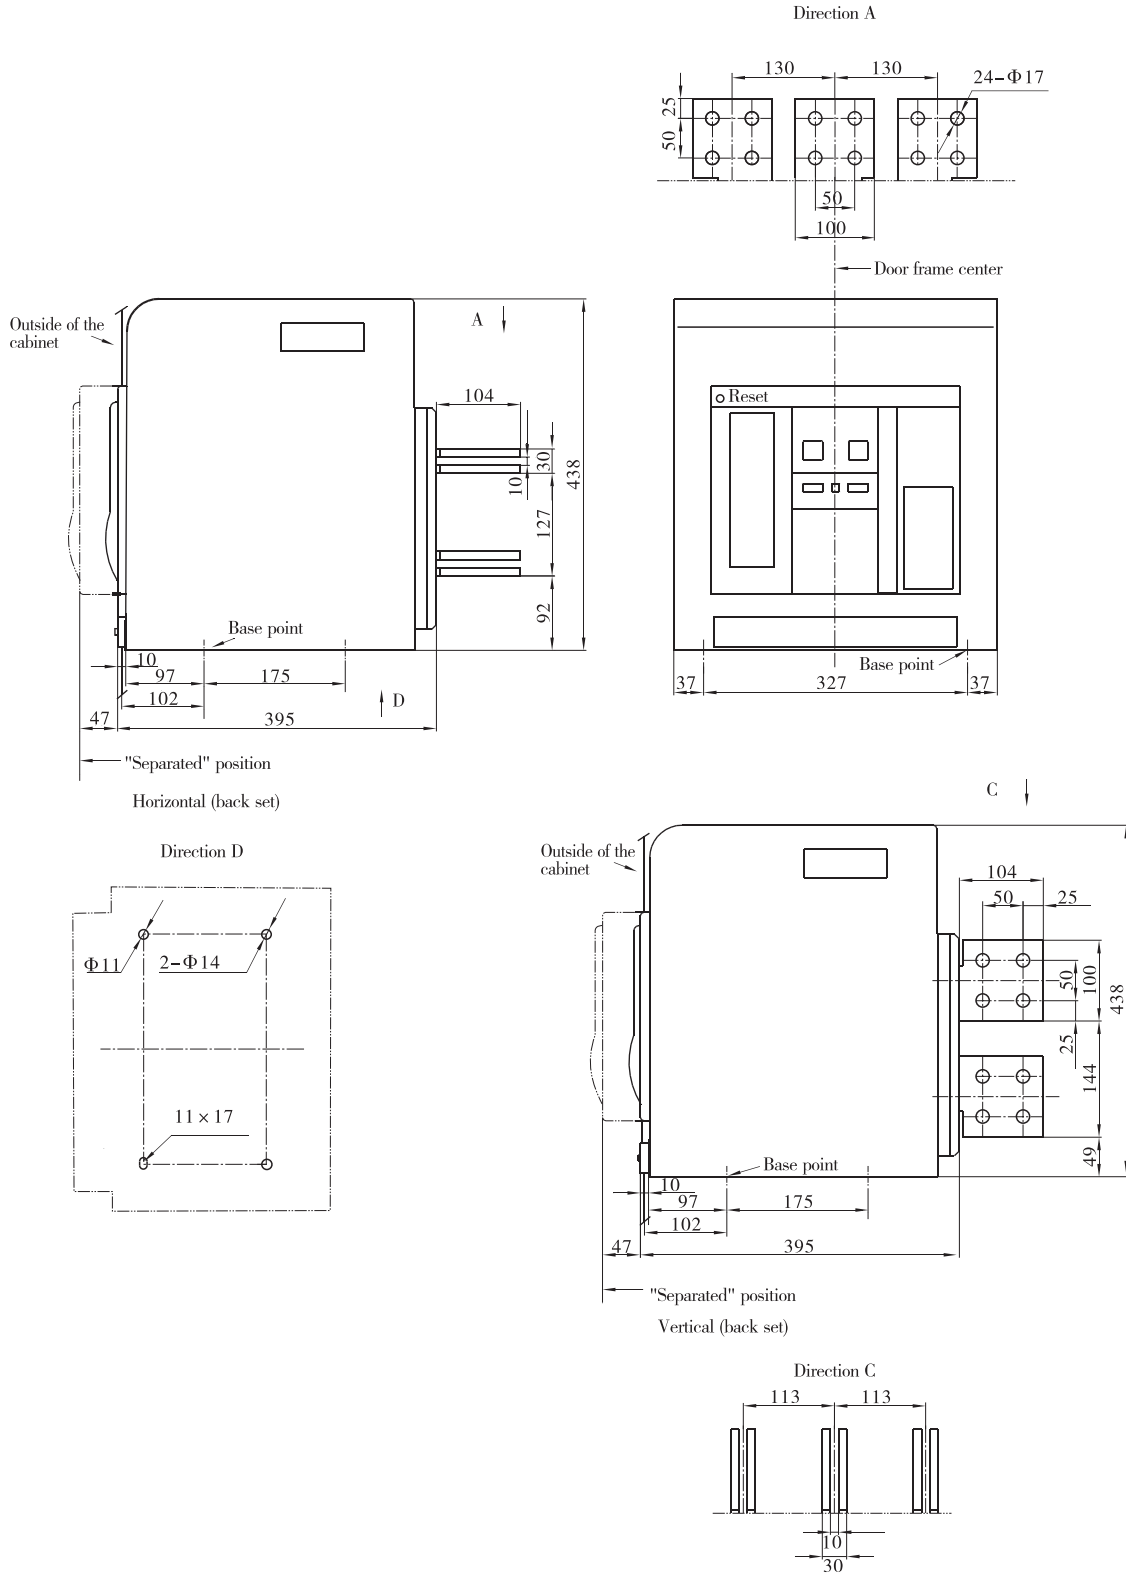 Direction A
130
130
24-Φ17
25
50
50
100
Door frame center
Outside of the
cabinet
A
104
30
10
127
438
92
Base point
10
97
175
102
D
47
395
"Separated" position
Horizontal (back set)
Reset
Base point
37
327
37
Direction D
Φ11
2-Φ14
11×17
C
Outside of the
cabinet
104
50
25
50
100
438
25
144
49
Base point
10
97
175
102
47
395
"Separated" position
Vertical (back set)
Direction C
113
113
10
30